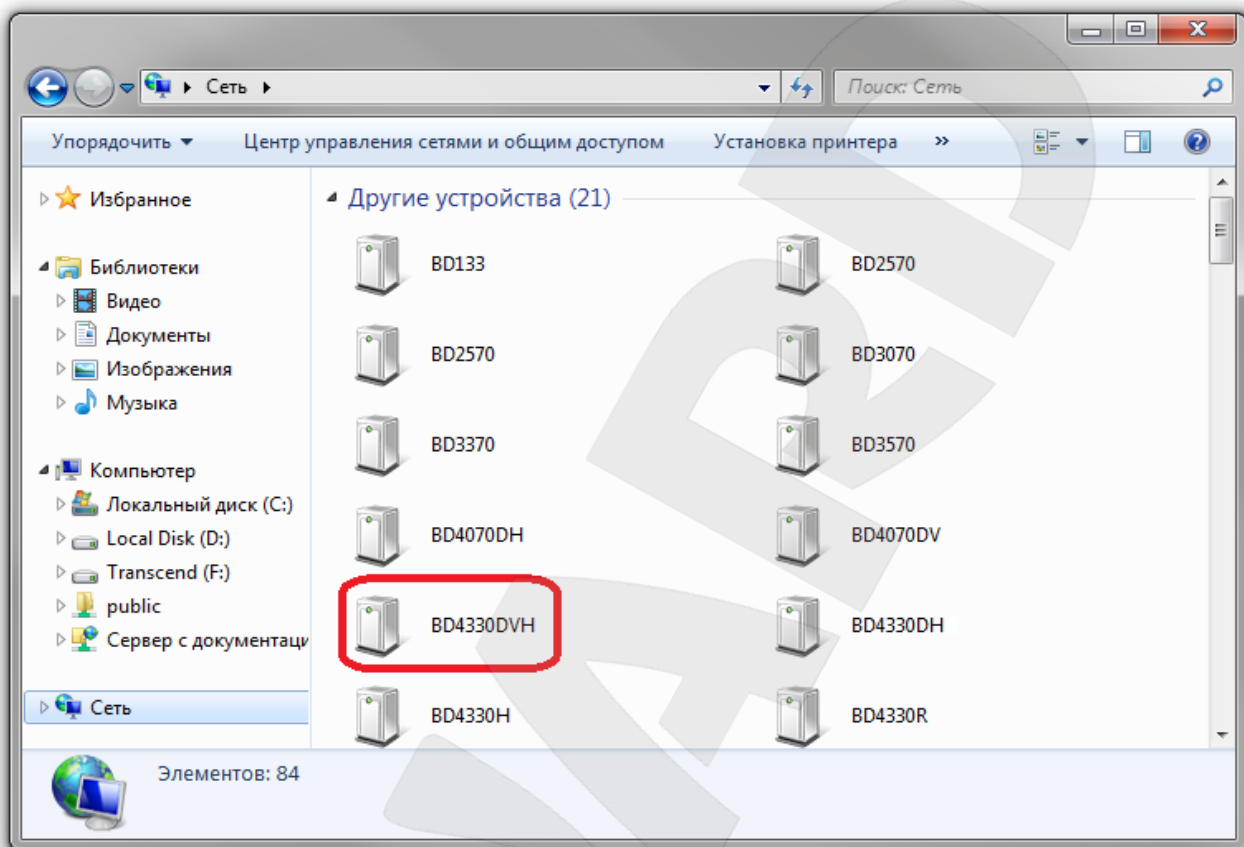 Сеть
Поиск: Сеть
Упорядочить Центр управления сетями и общим доступом Установка принтера »
Избранное
Библиотеки
Видео
Документы
Изображения
Музыка
Компьютер
Локальный диск (C:)
Local Disk (D:)
Transcend (F:)
public
Сервер с документаци
Сеть
Другие устройства (21)
BD133 BD2570
BD2570 BD3070
BD3370 BD3570
BD4070DH BD4070DV
BD4330DVH BD4330DH
BD4330H BD4330R
Элементов: 84